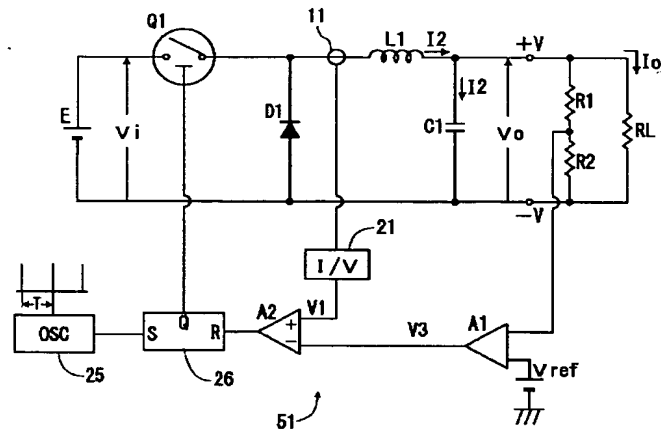 Q1
11
L1
I2
+V
Io
E
Vi
D1
I2
C1
Vo
R1
R2
RL
−V
21
I/V
T
OSC
S
Q
R
A2
V1
+
−
V3
A1
Vref
25
26
51